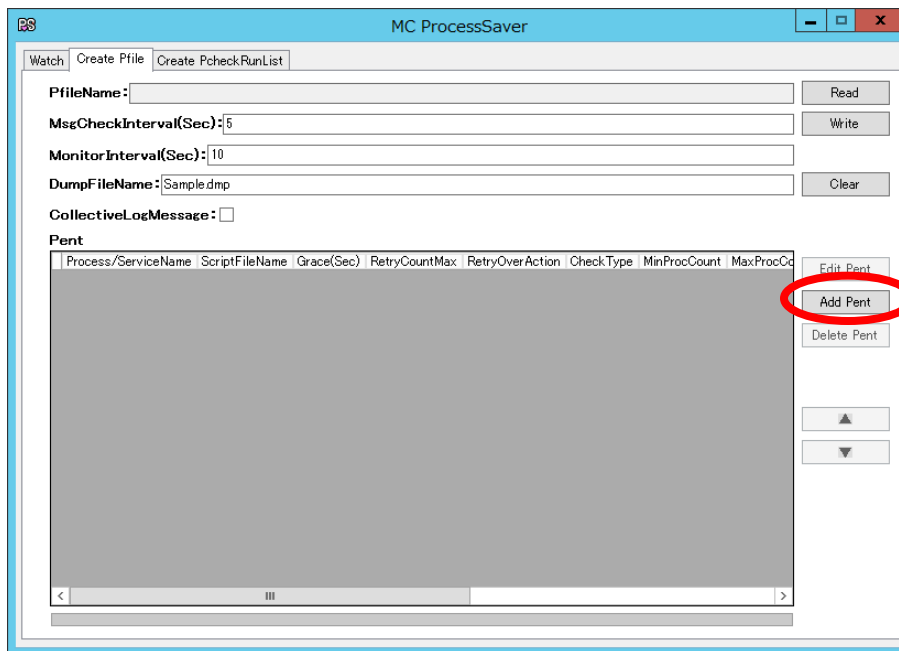 PS MC ProcessSaver
Watch Create Pfile Create PcheckRunList
PfileName: Read
MsgCheckInterval(Sec): 5 Write
MonitorInterval(Sec): 10
DumpFileName: Sample.dmp Clear
CollectiveLogMessage:
Pent
Process/ServiceName ScriptFileName Grace(Sec) RetryCountMax RetryOverAction CheckType MinProcCount MaxProcCo
Edit Pent
Add Pent
Delete Pent